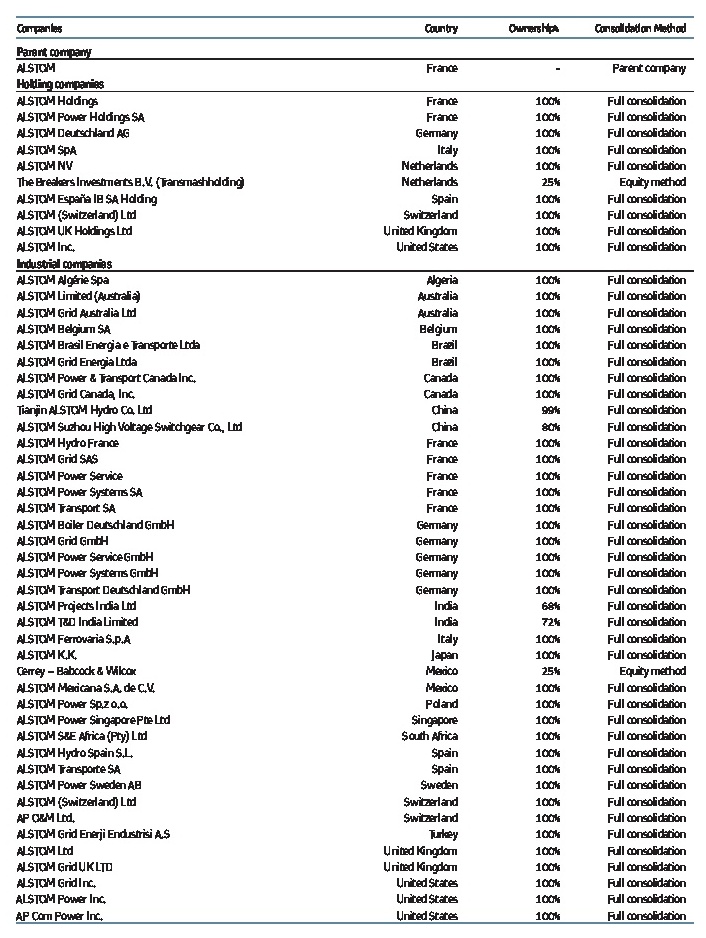 Companies Country Ownership% Consolidation Method
Parent company
ALSTOM France - Parent company
Holding companies
ALSTOM Holdings France 100% Full consolidation
ALSTOM Power Holdings SA France 100% Full consolidation
ALSTOM Deutschland AG Germany 100% Full consolidation
ALSTOM SpA Italy 100% Full consolidation
ALSTOM NV Netherlands 100% Full consolidation
The Breakers Investments B.V. (Transmashholding) Netherlands 25% Equity method
ALSTOM España IB SA Holding Spain 100% Full consolidation
ALSTOM (Switzerland) Ltd Switzerland 100% Full consolidation
ALSTOM UK Holdings Ltd United Kingdom 100% Full consolidation
ALSTOM Inc. United States 100% Full consolidation
Industrial companies
ALSTOM Algérie Spa Algeria 100% Full consolidation
ALSTOM Limited (Australia) Australia 100% Full consolidation
ALSTOM Grid Australia Ltd Australia 100% Full consolidation
ALSTOM Belgium SA Belgium 100% Full consolidation
ALSTOM Brasil Energia e Transporte Ltda Brazil 100% Full consolidation
ALSTOM Grid Energia Ltda Brazil 100% Full consolidation
ALSTOM Power & Transport Canada Inc. Canada 100% Full consolidation
ALSTOM Grid Canada, Inc. Canada 100% Full consolidation
Tianjin ALSTOM Hydro Co. Ltd China 99% Full consolidation
ALSTOM Suzhou High Voltage Switchgear Co., Ltd China 80% Full consolidation
ALSTOM Hydro France France 100% Full consolidation
ALSTOM Grid SAS France 100% Full consolidation
ALSTOM Power Service France 100% Full consolidation
ALSTOM Power Systems SA France 100% Full consolidation
ALSTOM Transport SA France 100% Full consolidation
ALSTOM Boiler Deutschland GmbH Germany 100% Full consolidation
ALSTOM Grid GmbH Germany 100% Full consolidation
ALSTOM Power Service GmbH Germany 100% Full consolidation
ALSTOM Power Systems GmbH Germany 100% Full consolidation
ALSTOM Transport Deutschland GmbH Germany 100% Full consolidation
ALSTOM Projects India Ltd India 68% Full consolidation
ALSTOM T&D India Limited India 72% Full consolidation
ALSTOM Ferrovaria S.p.A Italy 100% Full consolidation
ALSTOM K.K. Japan 100% Full consolidation
Cerrey – Babcock & Wilcox Mexico 25% Equity method
ALSTOM Mexicana S.A. de C.V. Mexico 100% Full consolidation
ALSTOM Power Sp.z o.o. Poland 100% Full consolidation
ALSTOM Power Singapore Pte Ltd Singapore 100% Full consolidation
ALSTOM S&E Africa (Pty) Ltd South Africa 100% Full consolidation
ALSTOM Hydro Spain S.L. Spain 100% Full consolidation
ALSTOM Transporte SA Spain 100% Full consolidation
ALSTOM Power Sweden AB Sweden 100% Full consolidation
ALSTOM (Switzerland) Ltd Switzerland 100% Full consolidation
AP O&M Ltd. Switzerland 100% Full consolidation
ALSTOM Grid Enerji Endustrisi A.S Turkey 100% Full consolidation
ALSTOM Ltd United Kingdom 100% Full consolidation
ALSTOM Grid UK LTD United Kingdom 100% Full consolidation
ALSTOM Grid Inc. United States 100% Full consolidation
ALSTOM Power Inc. United States 100% Full consolidation
AP Com Power Inc. United States 100% Full consolidation